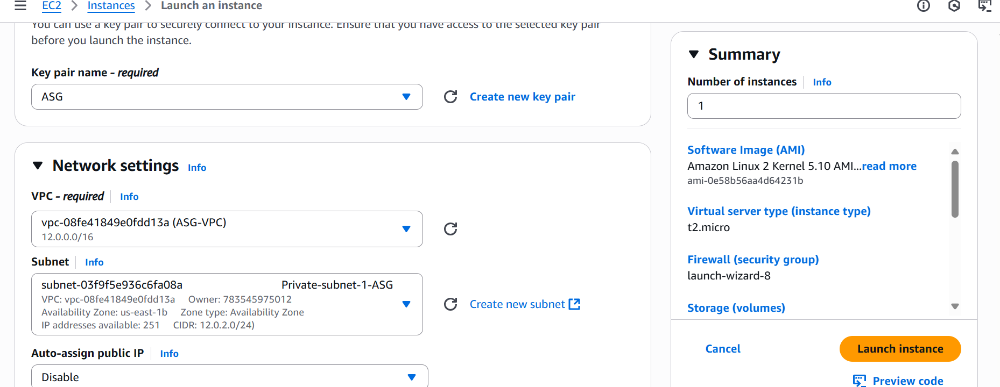 EC2 > Instances > Launch an instance
You can use a key pair to securely connect to your instance. Ensure that you have access to the selected key pair
before you launch the instance.
Key pair name - required
ASG
Create new key pair
Network settings Info
VPC - required Info
vpc-08fe41849e0fdd13a (ASG-VPC)
12.0.0.0/16
Subnet Info
subnet-03f9f5e936c6fa08a Private-subnet-1-ASG
VPC: vpc-08fe41849e0fdd13a Owner: 783545975012
Availability Zone: us-east-1b Zone type: Availability Zone
IP addresses available: 251 CIDR: 12.0.2.0/24)
Create new subnet
Auto-assign public IP Info
Disable
Summary
Number of instances Info
1
Software Image (AMI)
Amazon Linux 2 Kernel 5.10 AMI...read more
ami-0e58b56aa4d64231b
Virtual server type (instance type)
t2.micro
Firewall (security group)
launch-wizard-8
Storage (volumes)
Cancel
Launch instance
Preview code